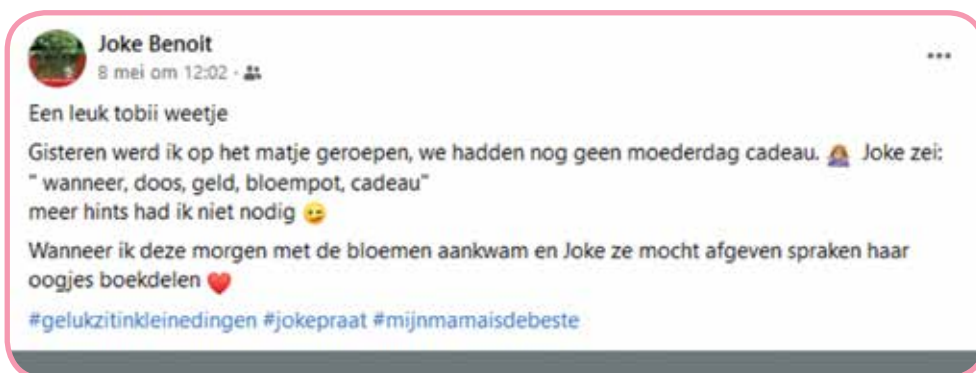 Joke Benoit
8 mei om 12:02 ·
Een leuk tobii weetje
Gisteren werd ik op het matje geroepen, we hadden nog geen moederdag cadeau. 🤦🏼‍♀️ Joke zei:
" wanneer, doos, geld, bloempot, cadeau"
meer hints had ik niet nodig 😉
Wanneer ik deze morgen met de bloemen aankwam en Joke ze mocht afgeven spraken haar
oogjes boekdelen ❤️
#gelukzitinkleinedingen #jokepraat #mijnmamaisdebeste